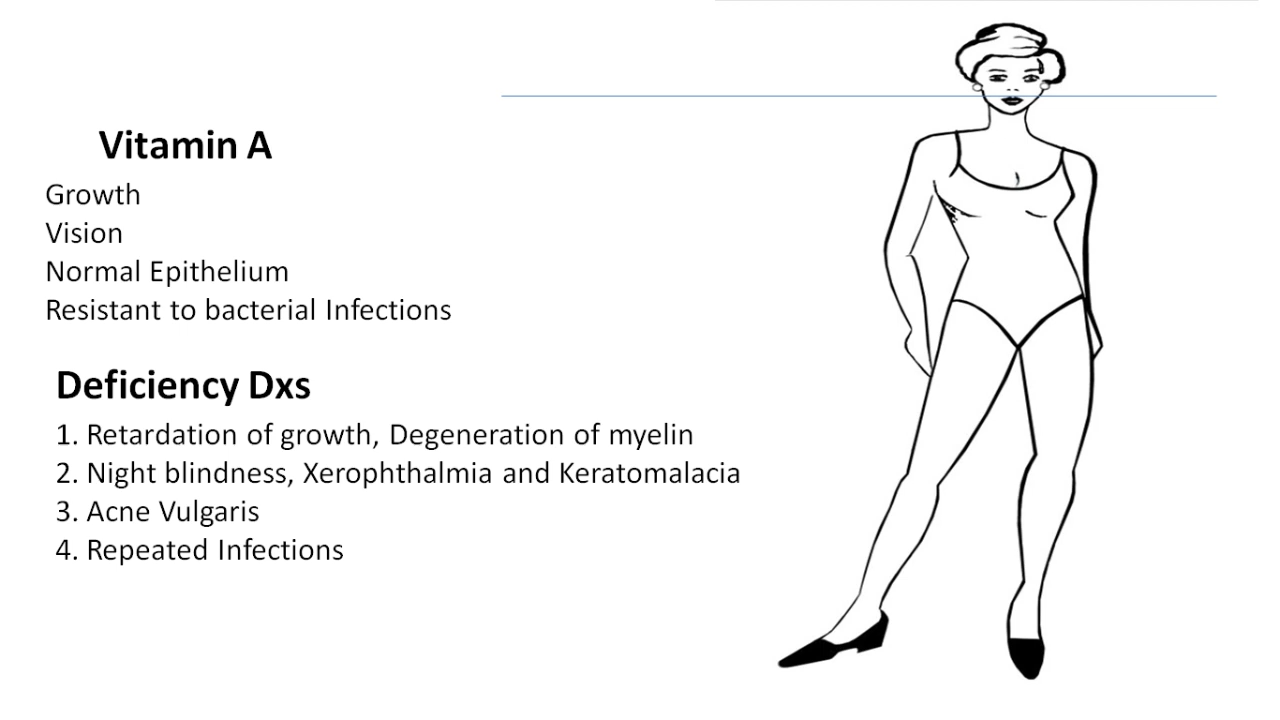 Vitamin A
Growth
Vision
Normal Epithelium
Resistant to bacterial Infections
Deficiency Dxs
1. Retardation of growth, Degeneration of myelin
2. Night blindness, Xerophthalmia and Keratomalacia
3. Acne Vulgaris
4. Repeated Infections